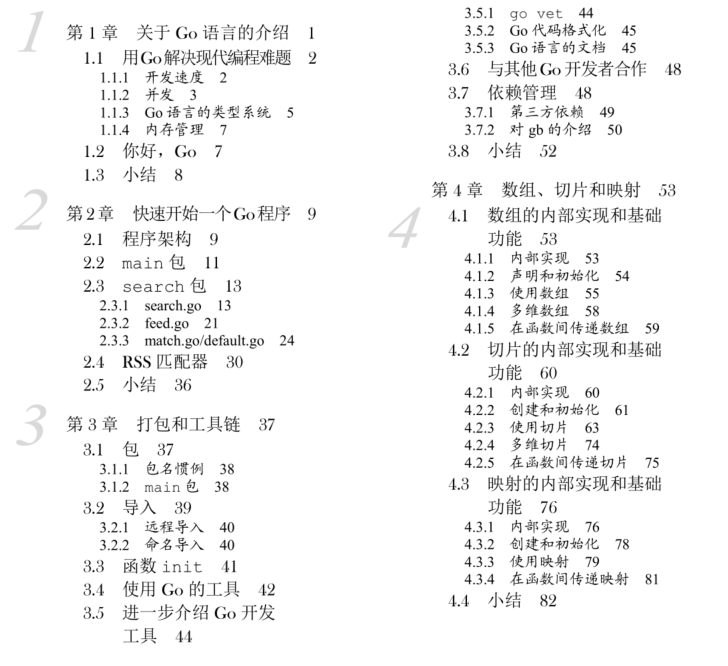 1
第 1 章 关于 Go 语言的介绍 1
1.1 用Go解决现代编程难题 2
1.1.1 开发速度 2
1.1.2 并发 3
1.1.3 Go 语言的类型系统 5
1.1.4 内存管理 7
1.2 你好，Go 7
1.3 小结 8
2
第 2 章 快速开始一个Go程序 9
2.1 程序架构 9
2.2 main 包 11
2.3 search 包 13
2.3.1 search.go 13
2.3.2 feed.go 21
2.3.3 match.go/default.go 24
2.4 RSS 匹配器 30
2.5 小结 36
3
第 3 章 打包和工具链 37
3.1 包 37
3.1.1 包名惯例 38
3.1.2 main 包 38
3.2 导入 39
3.2.1 远程导入 40
3.2.2 命名导入 40
3.3 函数 init 41
3.4 使用 Go 的工具 42
3.5 进一步介绍 Go 开发
工具 44
3.5.1 go vet 44
3.5.2 Go 代码格式化 45
3.5.3 Go 语言的文档 45
3.6 与其他 Go 开发者合作 48
3.7 依赖管理 48
3.7.1 第三方依赖 49
3.7.2 对 gb 的介绍 50
3.8 小结 52
4
第 4 章 数组、切片和映射 53
4.1 数组的内部实现和基础
功能 53
4.1.1 内部实现 53
4.1.2 声明和初始化 54
4.1.3 使用数组 55
4.1.4 多维数组 58
4.1.5 在函数间传递数组 59
4.2 切片的内部实现和基础
功能 60
4.2.1 内部实现 60
4.2.2 创建和初始化 61
4.2.3 使用切片 63
4.2.4 多维切片 74
4.2.5 在函数间传递切片 75
4.3 映射的内部实现和基础
功能 76
4.3.1 内部实现 76
4.3.2 创建和初始化 78
4.3.3 使用映射 79
4.3.4 在函数间传递映射 81
4.4 小结 82